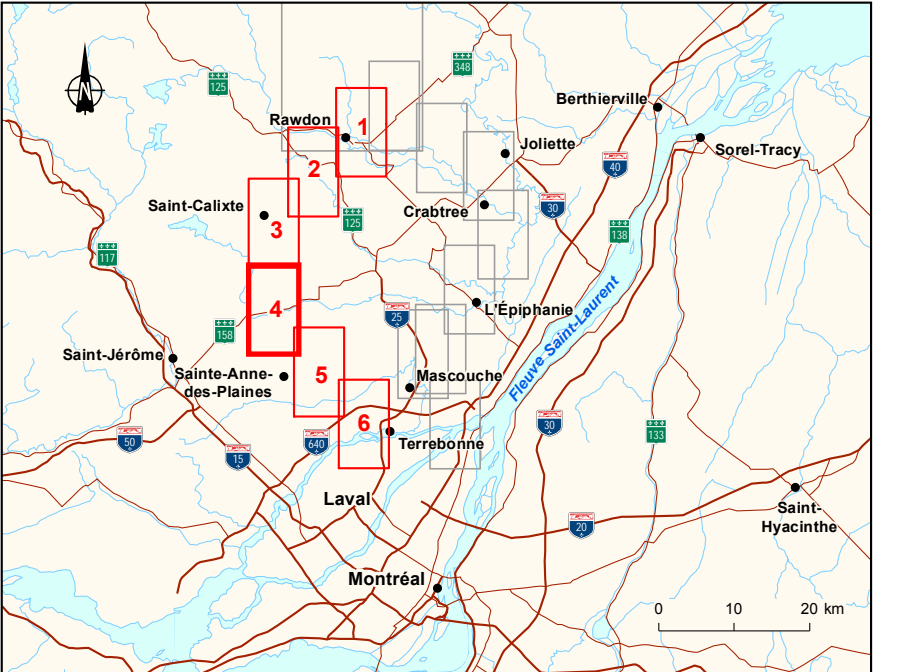 N
348
125
Berthierville
Rawdon
1
Joliette
Sorel-Tracy
2
40
Saint-Calixte
Crabtree
30
125
3
138
117
4
L'Épiphanie
25
158
Fleuve Saint-Laurent
Saint-Jérôme
Sainte-Anne-
des-Plaines
5
Mascouche
6
30
50
640
Terrebonne
133
15
Laval
Saint-
Hyacinthe
20
Montréal
0 10 20 km